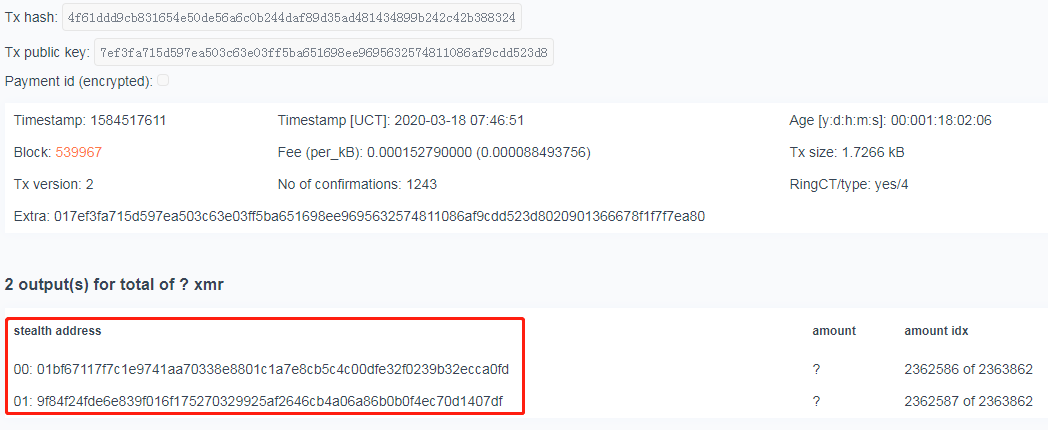 Tx hash: 4f61ddd9cb831654e50de56a6c0b244daf89d35ad481434899b242c42b388324
Tx public key: 7ef3fa715d597ea503c63e03ff5ba651698ee9695632574811086af9cdd523d8
Payment id (encrypted):
Timestamp: 1584517611 Timestamp [UCT]: 2020-03-18 07:46:51 Age [y:d:h:m:s]: 00:001:18:02:06
Block: 539967 Fee (per_kB): 0.000152790000 (0.000088493756) Tx size: 1.7266 kB
Tx version: 2 No of confirmations: 1243 RingCT/type: yes/4
Extra: 017ef3fa715d597ea503c63e03ff5ba651698ee9695632574811086af9cdd523d8020901366678f1f7f7ea80
2 output(s) for total of ? xmr
stealth address amount amount idx
00: 01bf67117f7c1e9741aa70338e8801c1a7e8cb5c4c00dfe32f0239b32ecca0fd ? 2362586 of 2363862
01: 9f84f24fde6e839f016f175270329925af2646cb4a06a86b0b0f4ec70d1407df ? 2362587 of 2363862